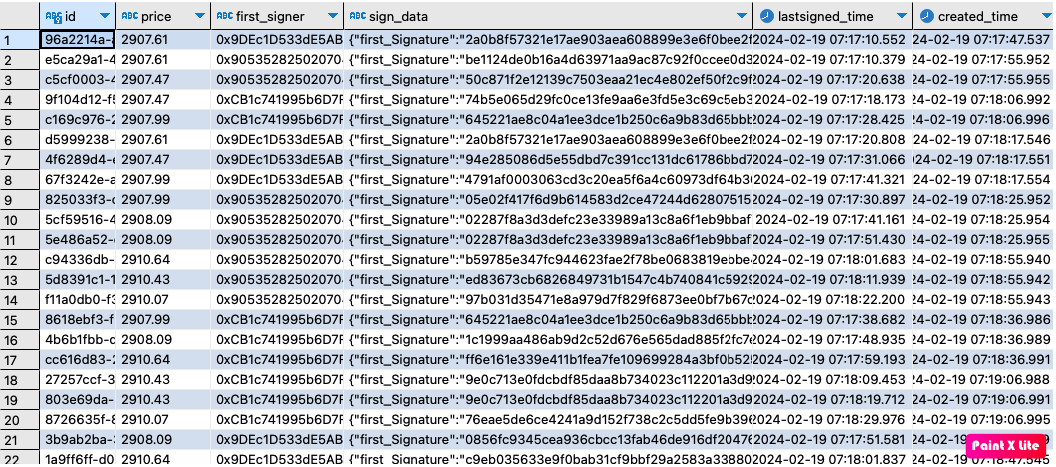 id price first_signer sign_data lastsigned_time created_time
1 96a2214a- 2907.61 0x9DEc1D533dE5AB {"first_Signature":"2a0b8f57321e17ae903aea608899e3e6f0bee2f 2024-02-19 07:17:10.552 24-02-19 07:17:47.537
2 e5ca29a1-4 2907.61 0x90535282502070 {"first_Signature":"be1124de0b16a4d63971aa9ac87c92f0ccee0d3 2024-02-19 07:17:10.379 24-02-19 07:17:55.952
3 c5cf0003-4 2907.47 0x90535282502070 {"first_Signature":"50c871f2e12139c7503eaa21ec4e802ef50f2c9f 2024-02-19 07:17:20.638 24-02-19 07:17:55.955
4 9f104d12-f5 2907.47 0xCB1c741995b6D7F {"first_Signature":"74b5e065d29fc0ce13fe9aa6e3fd5e3c69c5eb3 2024-02-19 07:17:18.173 24-02-19 07:18:06.992
5 c169c976-2 2907.99 0xCB1c741995b6D7F {"first_Signature":"645221ae8c04a1ee3dce1b250c6a9b83d65bbb 2024-02-19 07:17:28.425 24-02-19 07:18:06.996
6 d5999238- 2907.61 0x9DEc1D533dE5AB {"first_Signature":"2a0b8f57321e17ae903aea608899e3e6f0bee2f 2024-02-19 07:17:20.808 24-02-19 07:18:17.546
7 4f6289d4- 2907.47 0x9DEc1D533dE5AB {"first_Signature":"94e285086d5e55dbd7c391cc131dc61786bbd7 2024-02-19 07:17:31.066 24-02-19 07:18:17.551
8 67f3242e-a 2907.99 0x9DEc1D533dE5AB {"first_Signature":"4791af0003063cd3c20ea5f6a4c60973df64b3 2024-02-19 07:17:41.321 24-02-19 07:18:17.554
9 825033f3- 2907.99 0x90535282502070 {"first_Signature":"05e02f417f6d9b614583d2ce47244d62807515 2024-02-19 07:17:30.897 24-02-19 07:18:25.952
10 5cf59516-4 2908.09 0x90535282502070 {"first_Signature":"02287f8a3d3defc23e33989a13c8a6f1eb9bbaf 2024-02-19 07:17:41.161 24-02-19 07:18:25.954
11 5e486a52- 2908.09 0x90535282502070 {"first_Signature":"02287f8a3d3defc23e33989a13c8a6f1eb9bbaf 2024-02-19 07:17:51.430 24-02-19 07:18:25.955
12 c94336db- 2910.64 0x90535282502070 {"first_Signature":"b59785e347fc944623fae2f78be0683819ebbe 2024-02-19 07:18:01.683 24-02-19 07:18:55.940
13 5d8391c1-1 2910.43 0x90535282502070 {"first_Signature":"ed83673cb6826849731b1547c4b740841c592 2024-02-19 07:18:11.939 24-02-19 07:18:55.942
14 f11a0db0-f3 2910.07 0x90535282502070 {"first_Signature":"97b031d35471e8a979d7f829f6873ee0bf7b67c 2024-02-19 07:18:22.200 24-02-19 07:18:55.943
15 8618ebf3-f 2907.99 0xCB1c741995b6D7F {"first_Signature":"645221ae8c04a1ee3dce1b250c6a9b83d65bbb 2024-02-19 07:17:38.682 24-02-19 07:18:36.986
16 4b6b1fbb-c 2908.09 0xCB1c741995b6D7F {"first_Signature":"1c1999aa486ab9d2c52d676e565dad885f2fc7 2024-02-19 07:17:48.935 24-02-19 07:18:36.989
17 cc616d83-2 2910.64 0xCB1c741995b6D7F {"first_Signature":"ff6e161e339e411b1fea7fe109699284a3bf0b52 2024-02-19 07:17:59.193 24-02-19 07:18:36.991
18 27257ccf-3 2910.43 0xCB1c741995b6D7F {"first_Signature":"9e0c713e0fdcbdf85daa8b734023c112201a3d9 2024-02-19 07:18:09.453 24-02-19 07:19:06.988
19 803e69da- 2910.43 0xCB1c741995b6D7F {"first_Signature":"9e0c713e0fdcbdf85daa8b734023c112201a3d9 2024-02-19 07:18:19.712 24-02-19 07:19:06.991
20 8726635f-8 2910.07 0xCB1c741995b6D7F {"first_Signature":"76eae5de6ce4241a9d152f738c2c5dd5fe9b39 2024-02-19 07:18:29.976 24-02-19 07:19:06.995
21 3b9ab2ba- 2908.09 0x9DEc1D533dE5AB {"first_Signature":"0856fc9345cea936cbcc13fab46de916df2047 2024-02-19 07:17:51.581
22 1a9ff6ff-d0 2910.64 0x9DEc1D533dE5AB {"first_Signature":"c9eb035633e9f0bab31cf9bbf29a2583a33880 2024-02-19 07:18:01.845
Paint X lite